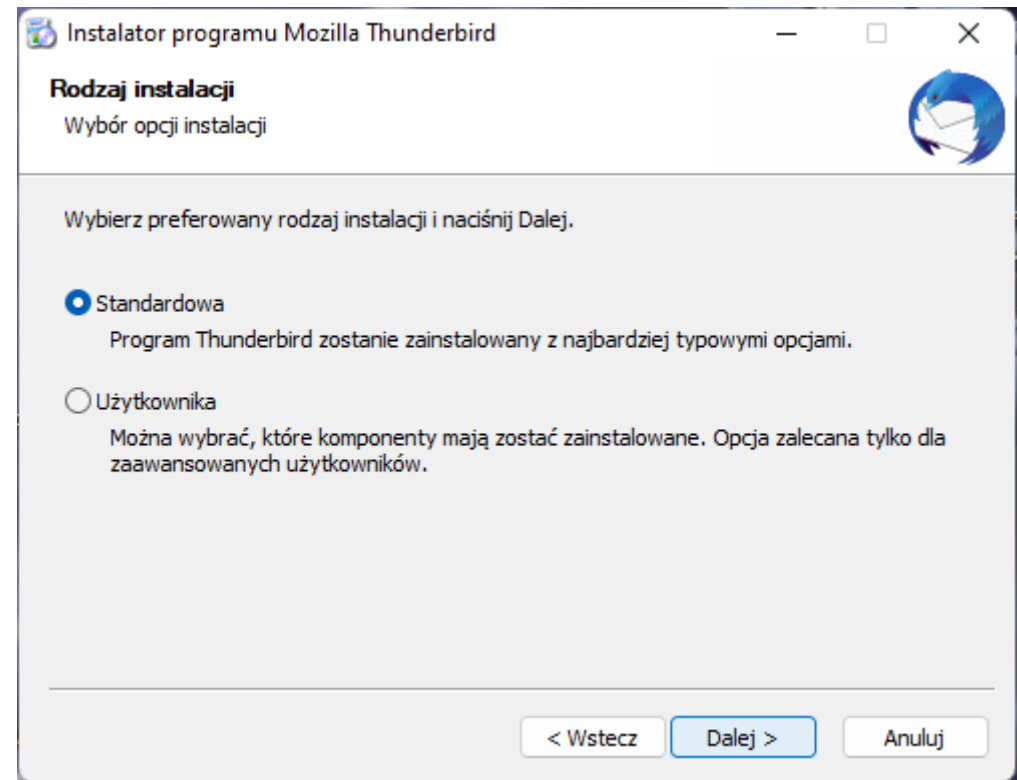 Instalator programu Mozilla Thunderbird
Rodzaj instalacji
Wybór opcji instalacji
Wybierz preferowany rodzaj instalacji i naciśnij Dalej.
Standardowa
Program Thunderbird zostanie zainstalowany z najbardziej typowymi opcjami.
Użytkownika
Można wybrać, które komponenty mają zostać zainstalowane. Opcja zalecana tylko dla
zaawansowanych użytkowników.
< Wstecz
Dalej >
Anuluj